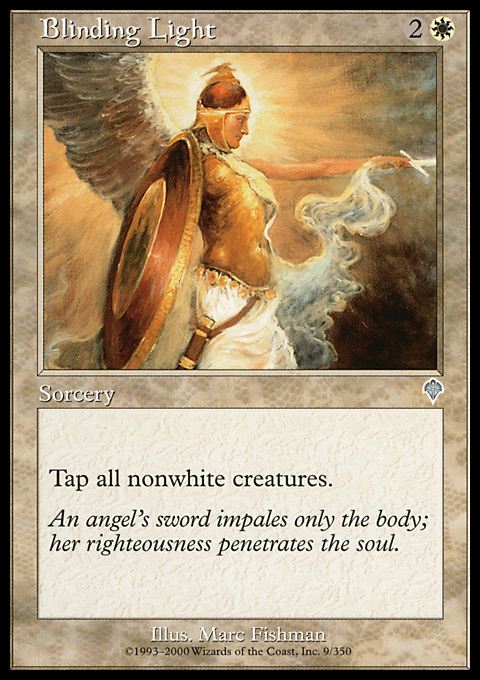 Blinding Light 2
Sorcery
Tap all nonwhite creatures.
An angel's sword impales only the body;
her righteousness penetrates the soul.
Illus. Marc Fishman
©1993–2000 Wizards of the Coast, Inc. 9/350